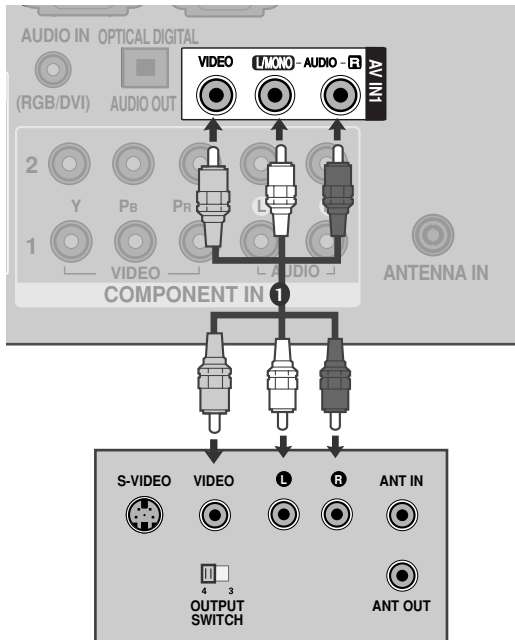 AUDIO IN OPTICAL DIGITAL
(RGB/DVI) AUDIO OUT
VIDEO L/MONO - AUDIO - R
AV IN1
2
Y PB PR L
1
VIDEO AUDIO
COMPONENT IN 1
ANTENNA IN
S-VIDEO VIDEO L R ANT IN
4 3
OUTPUT
SWITCH
ANT OUT